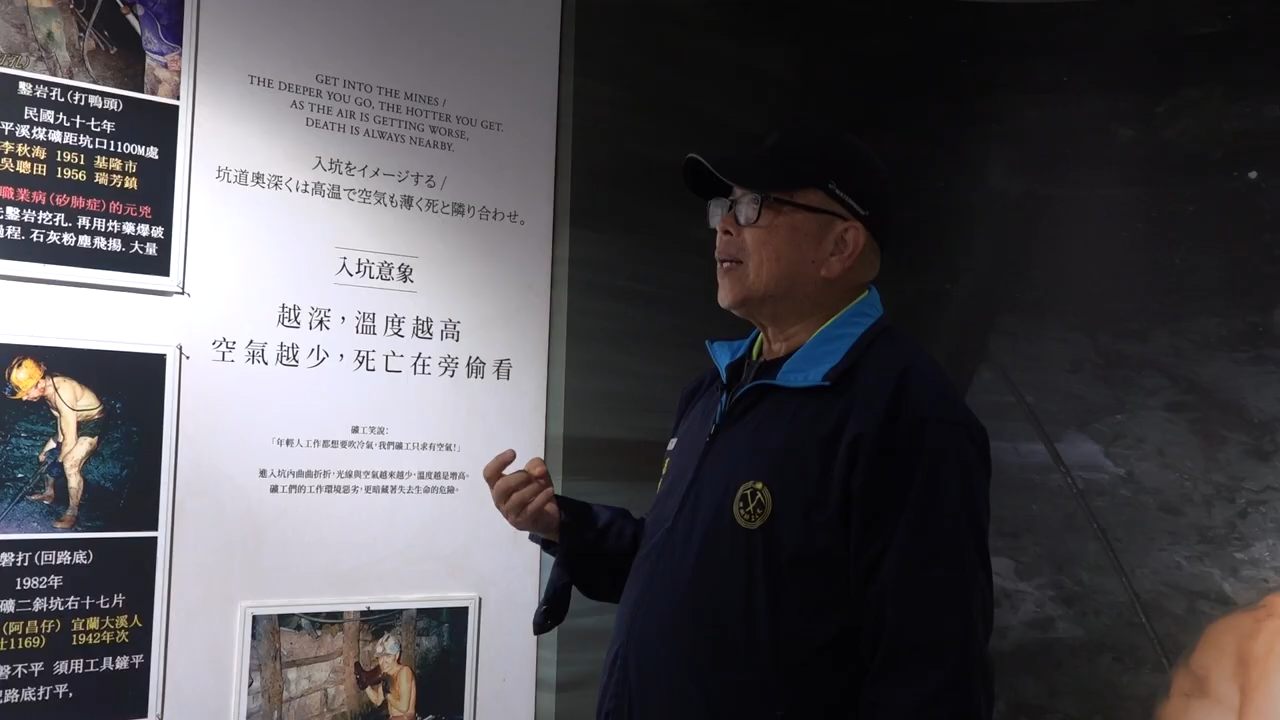 鑿岩孔(打鴨頭)
民國九十七年
平溪煤礦距坑口1100M處
李秋海 1951 基隆市
吳聰田 1956 瑞芳鎮
職業病(矽肺症)的元兇
鑿岩挖孔.再用炸藥爆破
過程.石灰粉塵飛揚.大量
GET INTO THE MINES /
THE DEEPER YOU GO, THE HOTTER YOU GET.
AS THE AIR IS GETTING WORSE,
DEATH IS ALWAYS NEARBY.
入坑をイメージする /
坑道奥深くは高温で空気も薄く死と隣り合わせ。
入坑意象
越深，溫度越高
空氣越少，死亡在旁偷看
礦工笑說：
「年輕人工作都想要吹冷氣，我們礦工只求有空氣！」
進入坑內曲曲折折，光線與空氣越來越少，溫度越是增高。
礦工們的工作環境惡劣，更暗藏著失去生命的危險。
磐打(回路底)
1982年
礦二斜坑右十七片
(阿昌仔) 宜蘭大溪人
1169) 1942年次
磐不平 須用工具鏟平
路底打平,